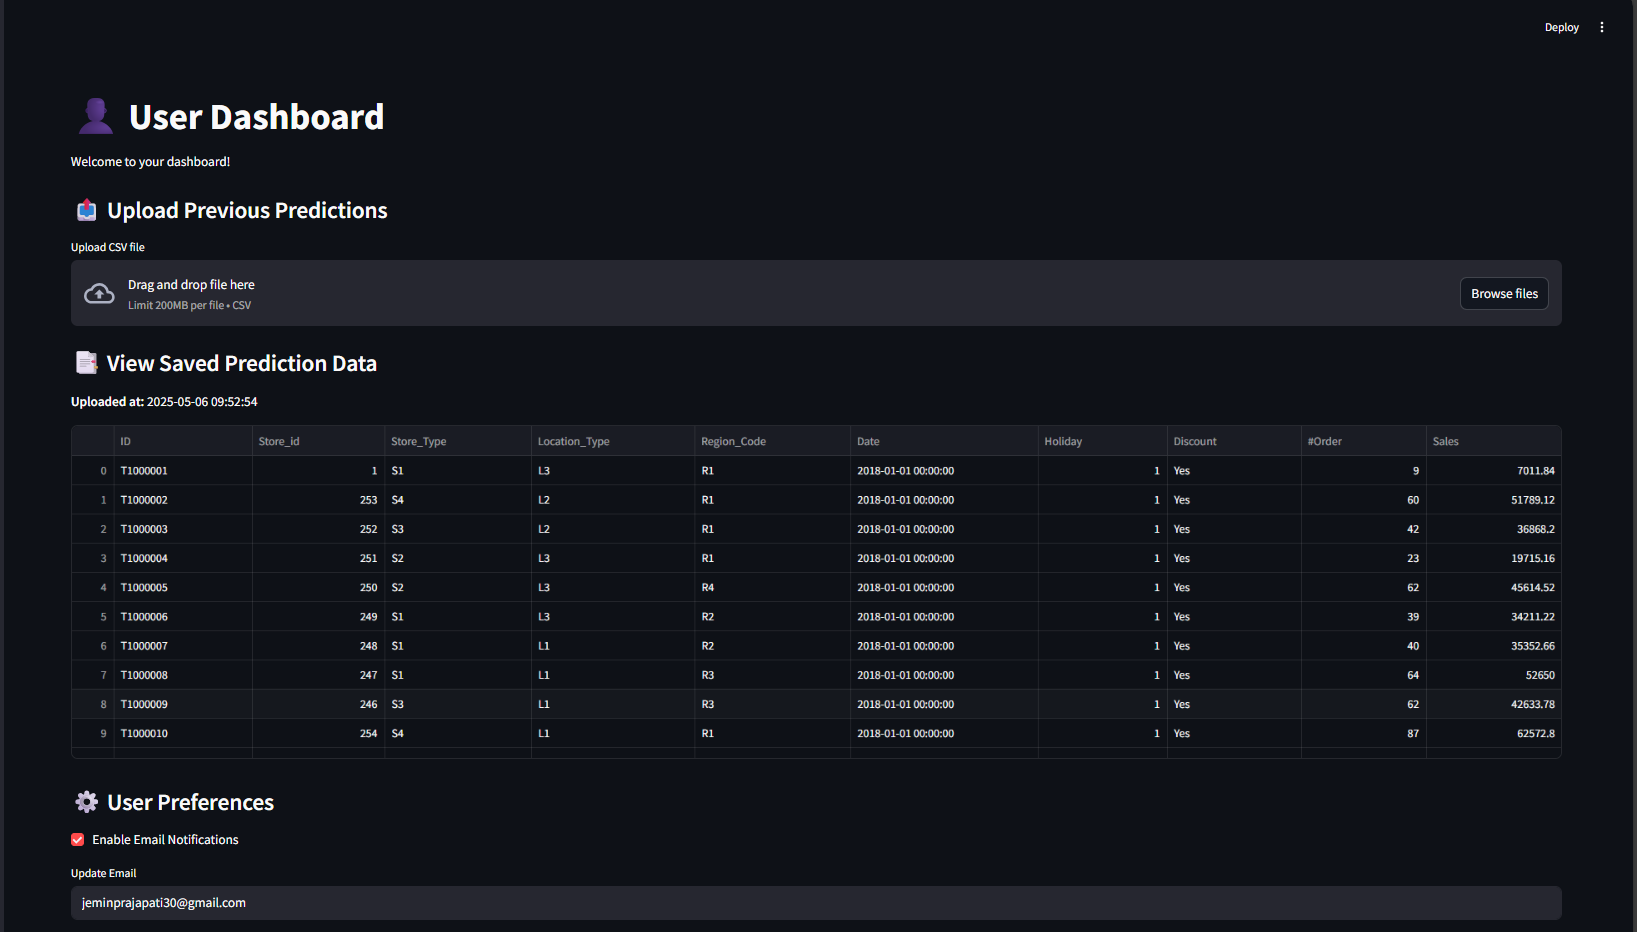 Deploy
User Dashboard
Welcome to your dashboard!
Upload Previous Predictions
Upload CSV file
Drag and drop file here
Limit 200MB per file • CSV
Browse files
View Saved Prediction Data
Uploaded at: 2025-05-06 09:52:54
ID Store_id Store_Type Location_Type Region_Code Date Holiday Discount #Order Sales
0 T1000001 1 S1 L3 R1 2018-01-01 00:00:00 1 Yes 9 7011.84
1 T1000002 253 S4 L2 R1 2018-01-01 00:00:00 1 Yes 60 51789.12
2 T1000003 252 S3 L2 R1 2018-01-01 00:00:00 1 Yes 42 36868.2
3 T1000004 251 S2 L3 R1 2018-01-01 00:00:00 1 Yes 23 19715.16
4 T1000005 250 S2 L3 R4 2018-01-01 00:00:00 1 Yes 62 45614.52
5 T1000006 249 S1 L3 R2 2018-01-01 00:00:00 1 Yes 39 34211.22
6 T1000007 248 S1 L1 R2 2018-01-01 00:00:00 1 Yes 40 35352.66
7 T1000008 247 S1 L1 R3 2018-01-01 00:00:00 1 Yes 64 52650
8 T1000009 246 S3 L1 R3 2018-01-01 00:00:00 1 Yes 62 42633.78
9 T1000010 254 S4 L1 R1 2018-01-01 00:00:00 1 Yes 87 62572.8
User Preferences
Enable Email Notifications
Update Email
jeminprajapati30@gmail.com